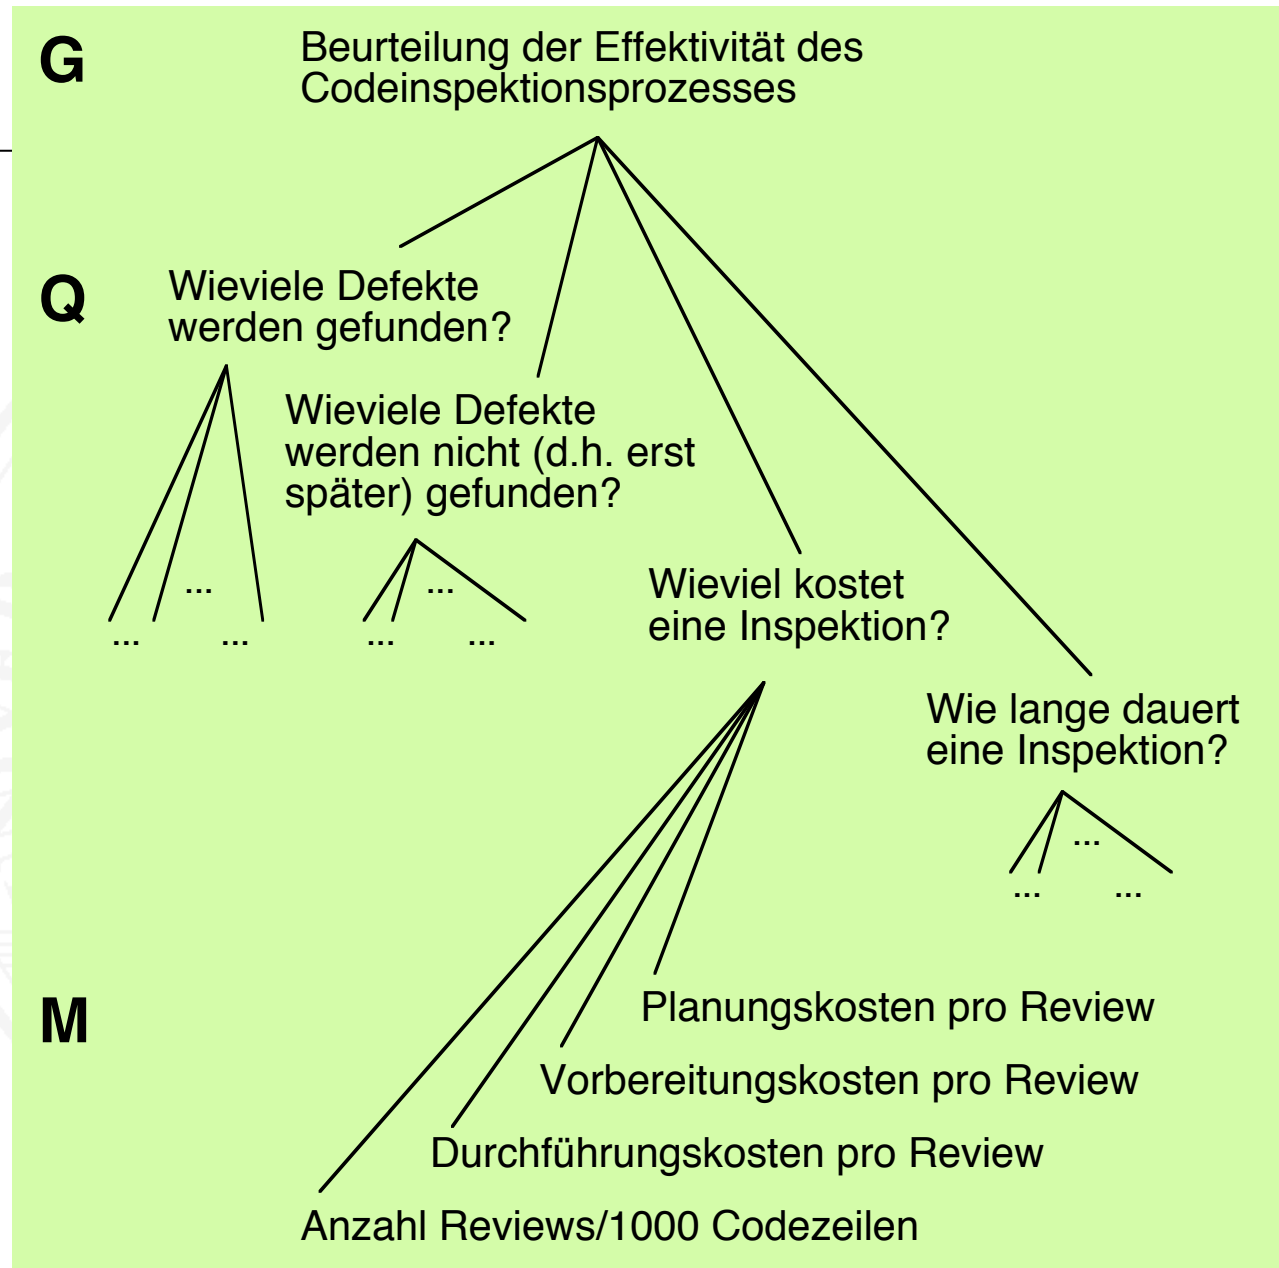 G
Beurteilung der Effektivität des
Codeinspektionsprozesses
Q
Wieviele Defekte
werden gefunden?
Wieviele Defekte
werden nicht (d.h. erst
später) gefunden?
...
...
...
...
...
...
Wieviel kostet
eine Inspektion?
Wie lange dauert
eine Inspektion?
...
...
...
M
Planungskosten pro Review
Vorbereitungskosten pro Review
Durchführungskosten pro Review
Anzahl Reviews/1000 Codezeilen